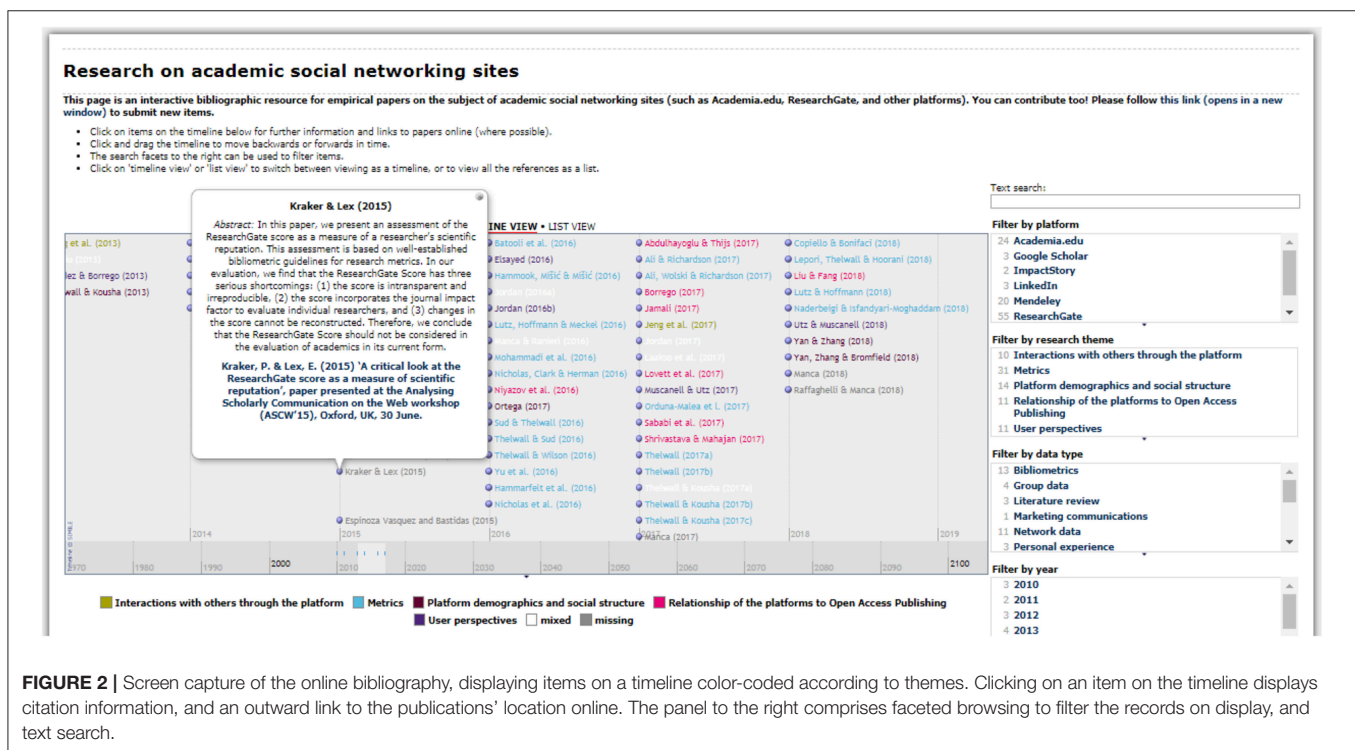 Research on academic social networking sites
This page is an interactive bibliographic resource for empirical papers on the subject of academic social networking sites (such as Academia.edu, ResearchGate, and other platforms). You can contribute too! Please follow this link (opens in a new
window) to submit new items.
• Click on items on the timeline below for further information and links to papers online (where possible).
• Click and drag the timeline to move backwards or forwards in time.
• The search facets to the right can be used to filter items.
• Click on 'timeline view' or 'list view' to switch between viewing as a timeline, or to view all the references as a list.
Kraker & Lex (2015)
Abstract: In this paper, we present an assessment of the
ResearchGate score as a measure of a researcher's scientific
reputation. This assessment is based on well-established
bibliometric guidelines for research metrics. In our
evaluation, we find that the ResearchGate Score has three
serious shortcomings: (1) the score is intransparent and
irreproducible, (2) the score incorporates the journal impact
factor to evaluate individual researchers, and (3) changes in
the score cannot be reconstructed. Therefore, we conclude
that the ResearchGate Score should not be considered in
the evaluation of academics in its current form.
Kraker, P. & Lex, E. (2015) 'A critical look at the
ResearchGate score as a measure of scientific
reputation', paper presented at the Analysing
Scholarly Communication on the Web workshop
(ASCW'15), Oxford, UK, 30 June.
INE VIEW • LIST VIEW
et al. (2013)
(2013)
ez & Borrego (2013)
wall & Kousha (2013)
Kraker & Lex (2015)
Espinoza Vasquez and Bastidas (2015)
Batooli et al. (2016)
Elsayed (2016)
Hammook, Mišić & Mišić (2016)
Jordan (2016a)
Jordan (2016b)
Lutz, Hoffmann & Meckel (2016)
Manca & Ranieri (2016)
Mohammadi et al. (2016)
Nicholas, Clark & Herman (2016)
Niyazov et al. (2016)
Ortega (2017)
Sud & Thelwall (2016)
Thelwall & Sud (2016)
Thelwall & Wilson (2016)
Yu et al. (2016)
Hammarfelt et al. (2016)
Nicholas et al. (2016)
Abdulhayoglu & Thijs (2017)
Ali & Richardson (2017)
Ali, Wolski & Richardson (2017)
Borrego (2017)
Jamali (2017)
Jeng et al. (2017)
Jordan (2017)
et al. (2017)
Lovett et al. (2017)
Muscanell & Utz (2017)
Orduna-Malea et l. (2017)
Sababi et al. (2017)
Shrivastava & Mahajan (2017)
Thelwall (2017a)
Thelwall (2017b)
Thelwall & Kousha (2017a)
Thelwall & Kousha (2017b)
Thelwall & Kousha (2017c)
Manca (2017)
Copiello & Bonifaci (2018)
Lepori, Thelwall & Hoorani (2018)
Liu & Fang (2018)
Lutz & Hoffmann (2018)
Naderbeigi & Isfandyari-Moghaddam (2018)
Utz & Muscanell (2018)
Yan & Zhang (2018)
Yan, Zhang & Bromfield (2018)
Manca (2018)
Raffaghelli & Manca (2018)
2014 2015 2016 2017 2018 2019
Timeline © SIMILE
1970 1980 1990 2000 2010 2020 2030 2040 2050 2060 2070 2080 2090 2100
Interactions with others through the platform Metrics Platform demographics and social structure Relationship of the platforms to Open Access Publishing
User perspectives mixed missing
Text search:
Filter by platform
24 Academia.edu
3 Google Scholar
2 ImpactStory
3 LinkedIn
20 Mendeley
55 ResearchGate
Filter by research theme
10 Interactions with others through the platform
31 Metrics
14 Platform demographics and social structure
11 Relationship of the platforms to Open Access
Publishing
11 User perspectives
Filter by data type
13 Bibliometrics
4 Group data
3 Literature review
1 Marketing communications
11 Network data
3 Personal experience
Filter by year
3 2010
2 2011
3 2012
4 2013
FIGURE 2 | Screen capture of the online bibliography, displaying items on a timeline color-coded according to themes. Clicking on an item on the timeline displays
citation information, and an outward link to the publications' location online. The panel to the right comprises faceted browsing to filter the records on display, and
text search.